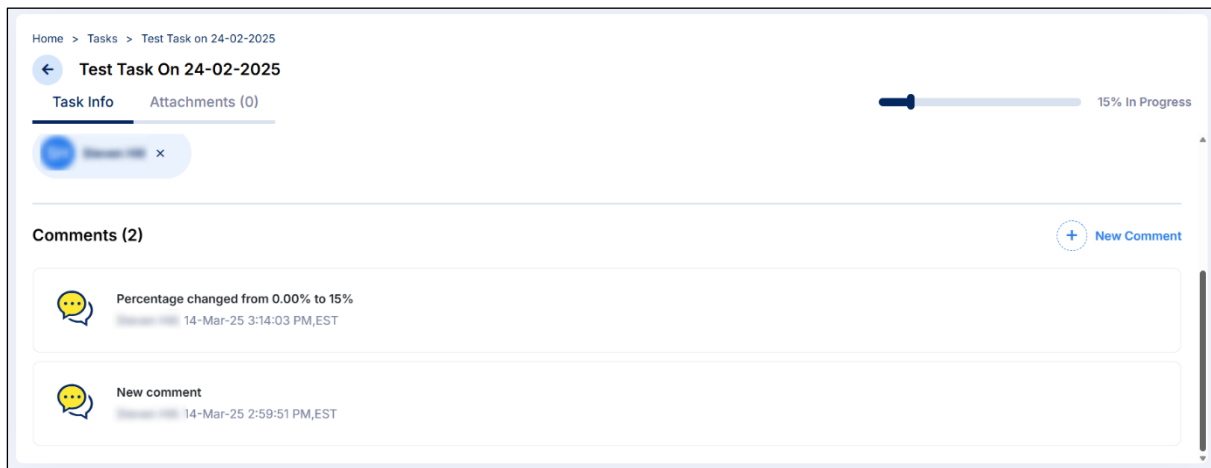 Home > Tasks > Test Task on 24-02-2025
Test Task On 24-02-2025
Task Info Attachments (0)
15% In Progress
Comments (2)
+ New Comment
Percentage changed from 0.00% to 15%
14-Mar-25 3:14:03 PM,EST
New comment
14-Mar-25 2:59:51 PM,EST